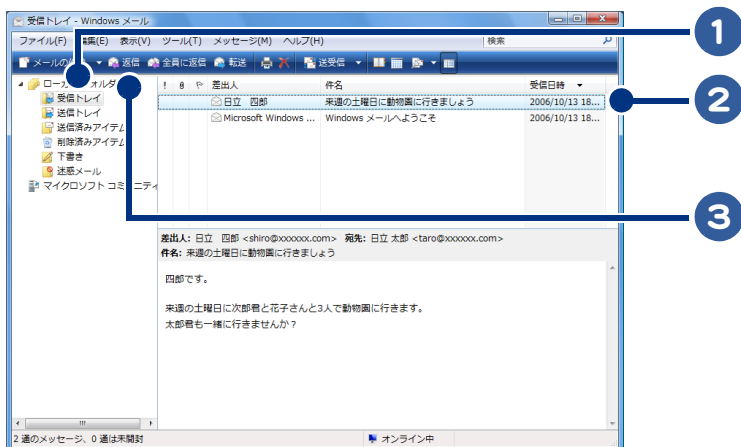 受信トレイ - Windows メール
ファイル(F) 編集(E) 表示(V) ツール(T) メッセージ(M) ヘルプ(H)
検索
メールの 返信 全員に返信 転送 送受信
ローカ フォルダ
受信トレイ
送信トレイ
送信済みアイテム
削除済みアイテム
下書き
迷惑メール
マイクロソフト コミ ニティ
! 差出人 件名 受信日時
日立 四郎 来週の土曜日に動物園に行きましょう 2006/10/13 18...
Microsoft Windows ... Windows メールへようこそ 2006/10/13 18...
差出人: 日立 四郎 <shiro@xxxxxx.com> 宛先: 日立 太郎 <taro@xxxxxx.com>
件名: 来週の土曜日に動物園に行きましょう
四郎です。
来週の土曜日に次郎君と花子さんと3人で動物園に行きます。
太郎君も一緒に行きませんか？
2 通のメッセージ、0 通は未開封
オンライン中
1
2
3